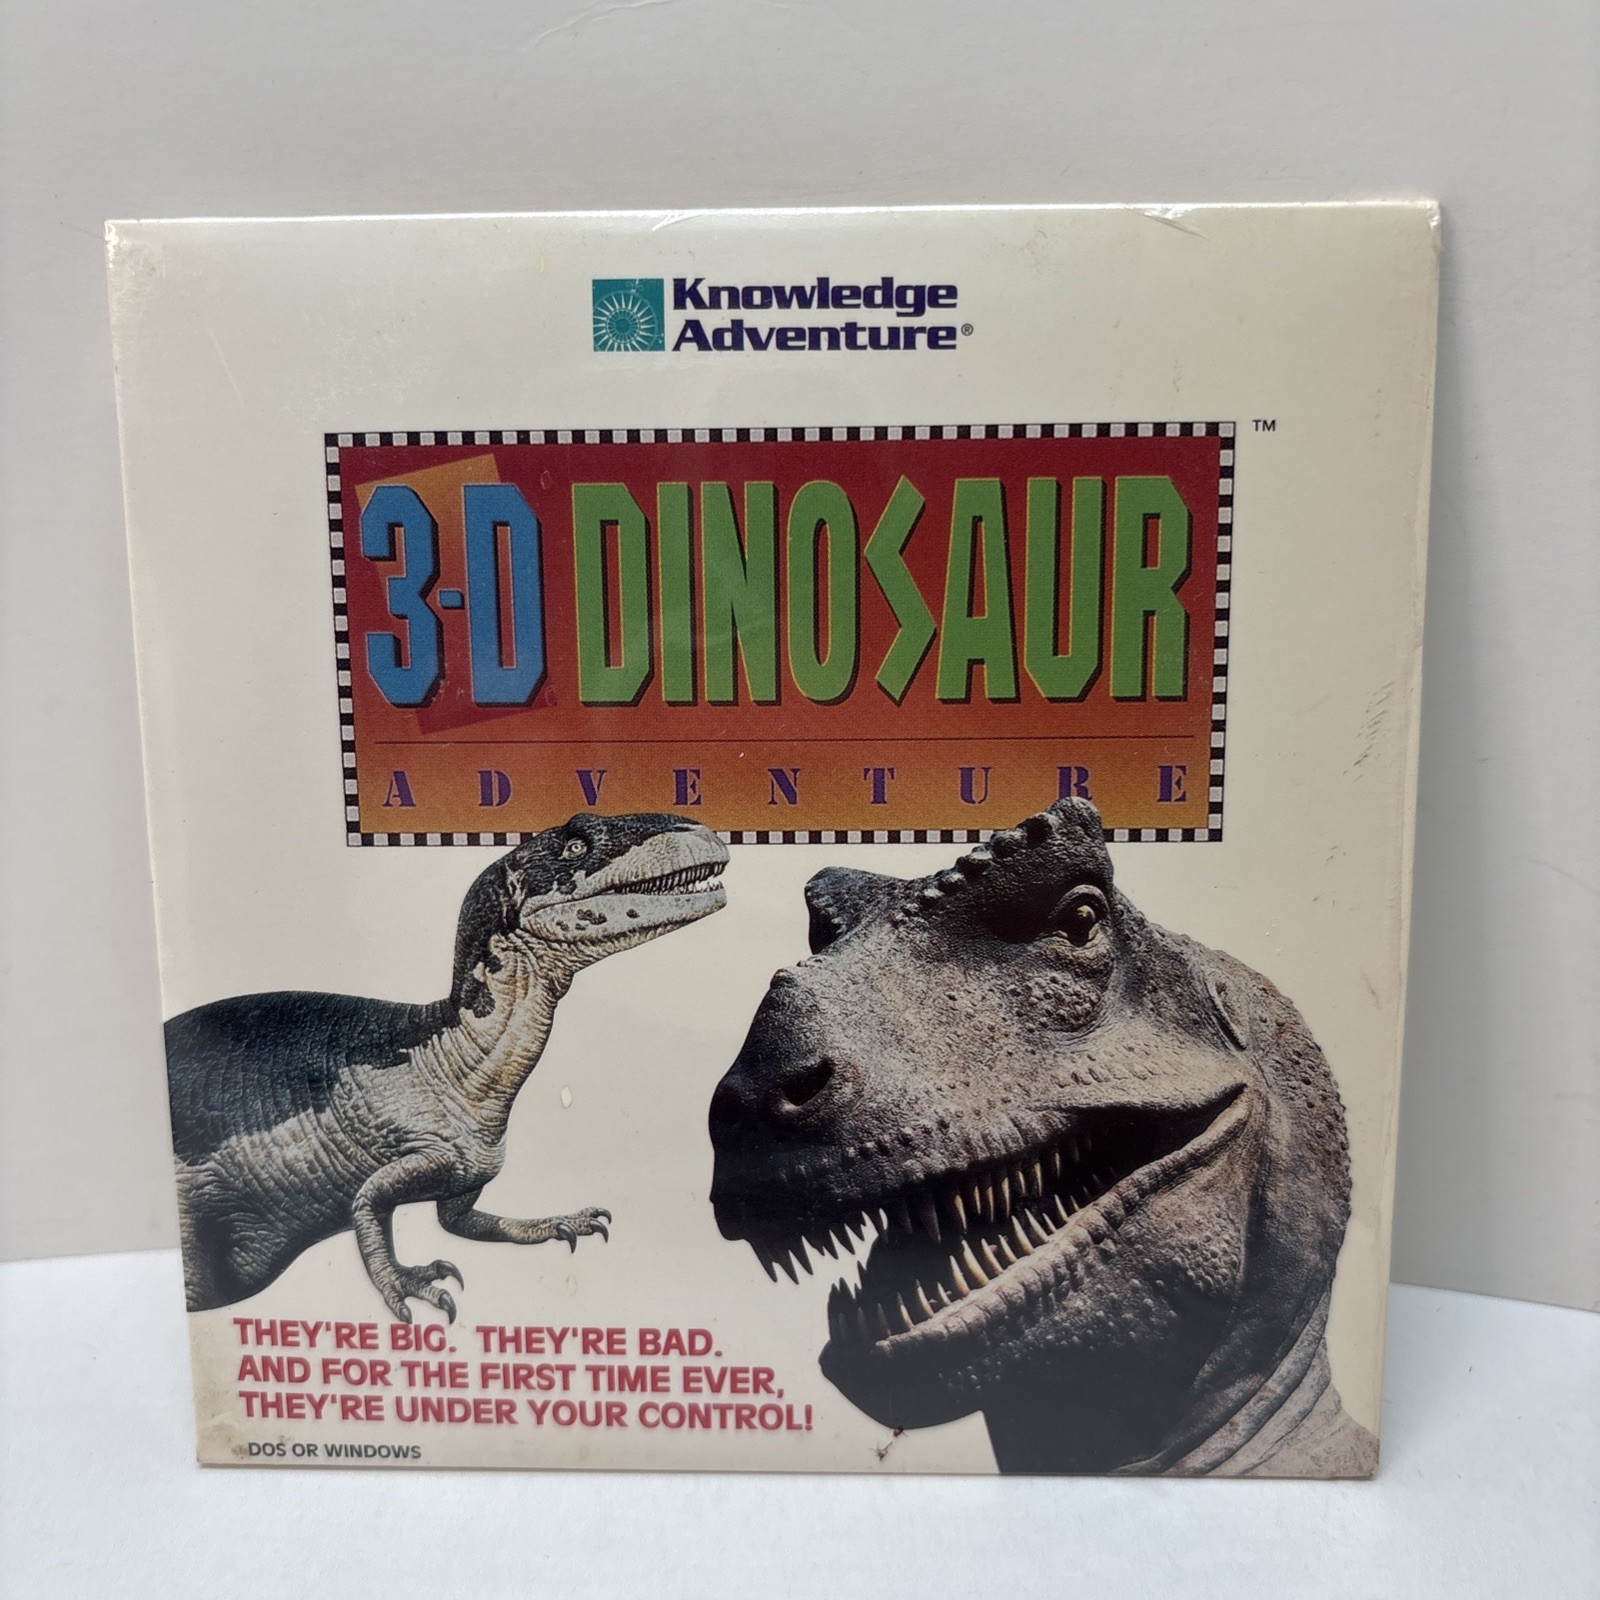 Knowledge
Adventure®
™
3-D DINOSAUR
ADVENTURE
THEY'RE BIG. THEY'RE BAD.
AND FOR THE FIRST TIME EVER,
THEY'RE UNDER YOUR CONTROL!
DOS OR WINDOWS